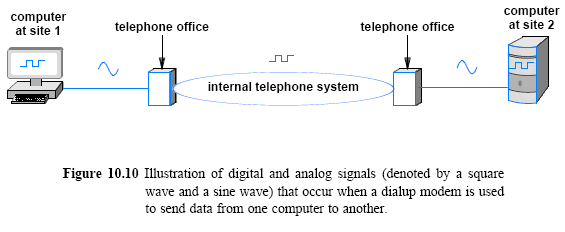 computer
at site 1
telephone office
telephone office
computer
at site 2
internal telephone system
Figure 10.10 Illustration of digital and analog signals (denoted by a square
wave and a sine wave) that occur when a dialup modem is used
to send data from one computer to another.